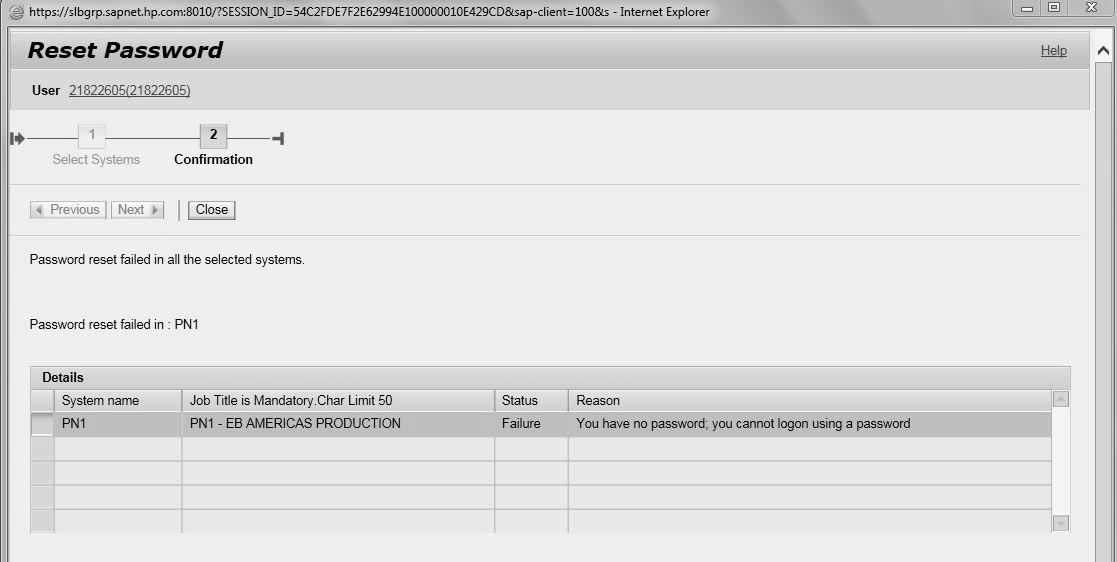 https://slbgrp.sapnet.hp.com:8010/?SESSION_ID=54C2FDE7F2E62994E100000010E429CD&sap-client=100&s - Internet Explorer
Reset Password
Help
User 21822605(21822605)
1 2
Select Systems Confirmation
Previous Next Close
Password reset failed in all the selected systems.
Password reset failed in : PN1
Details
System name Job Title is Mandatory.Char Limit 50 Status Reason
PN1 PN1 - EB AMERICAS PRODUCTION Failure You have no password; you cannot logon using a password